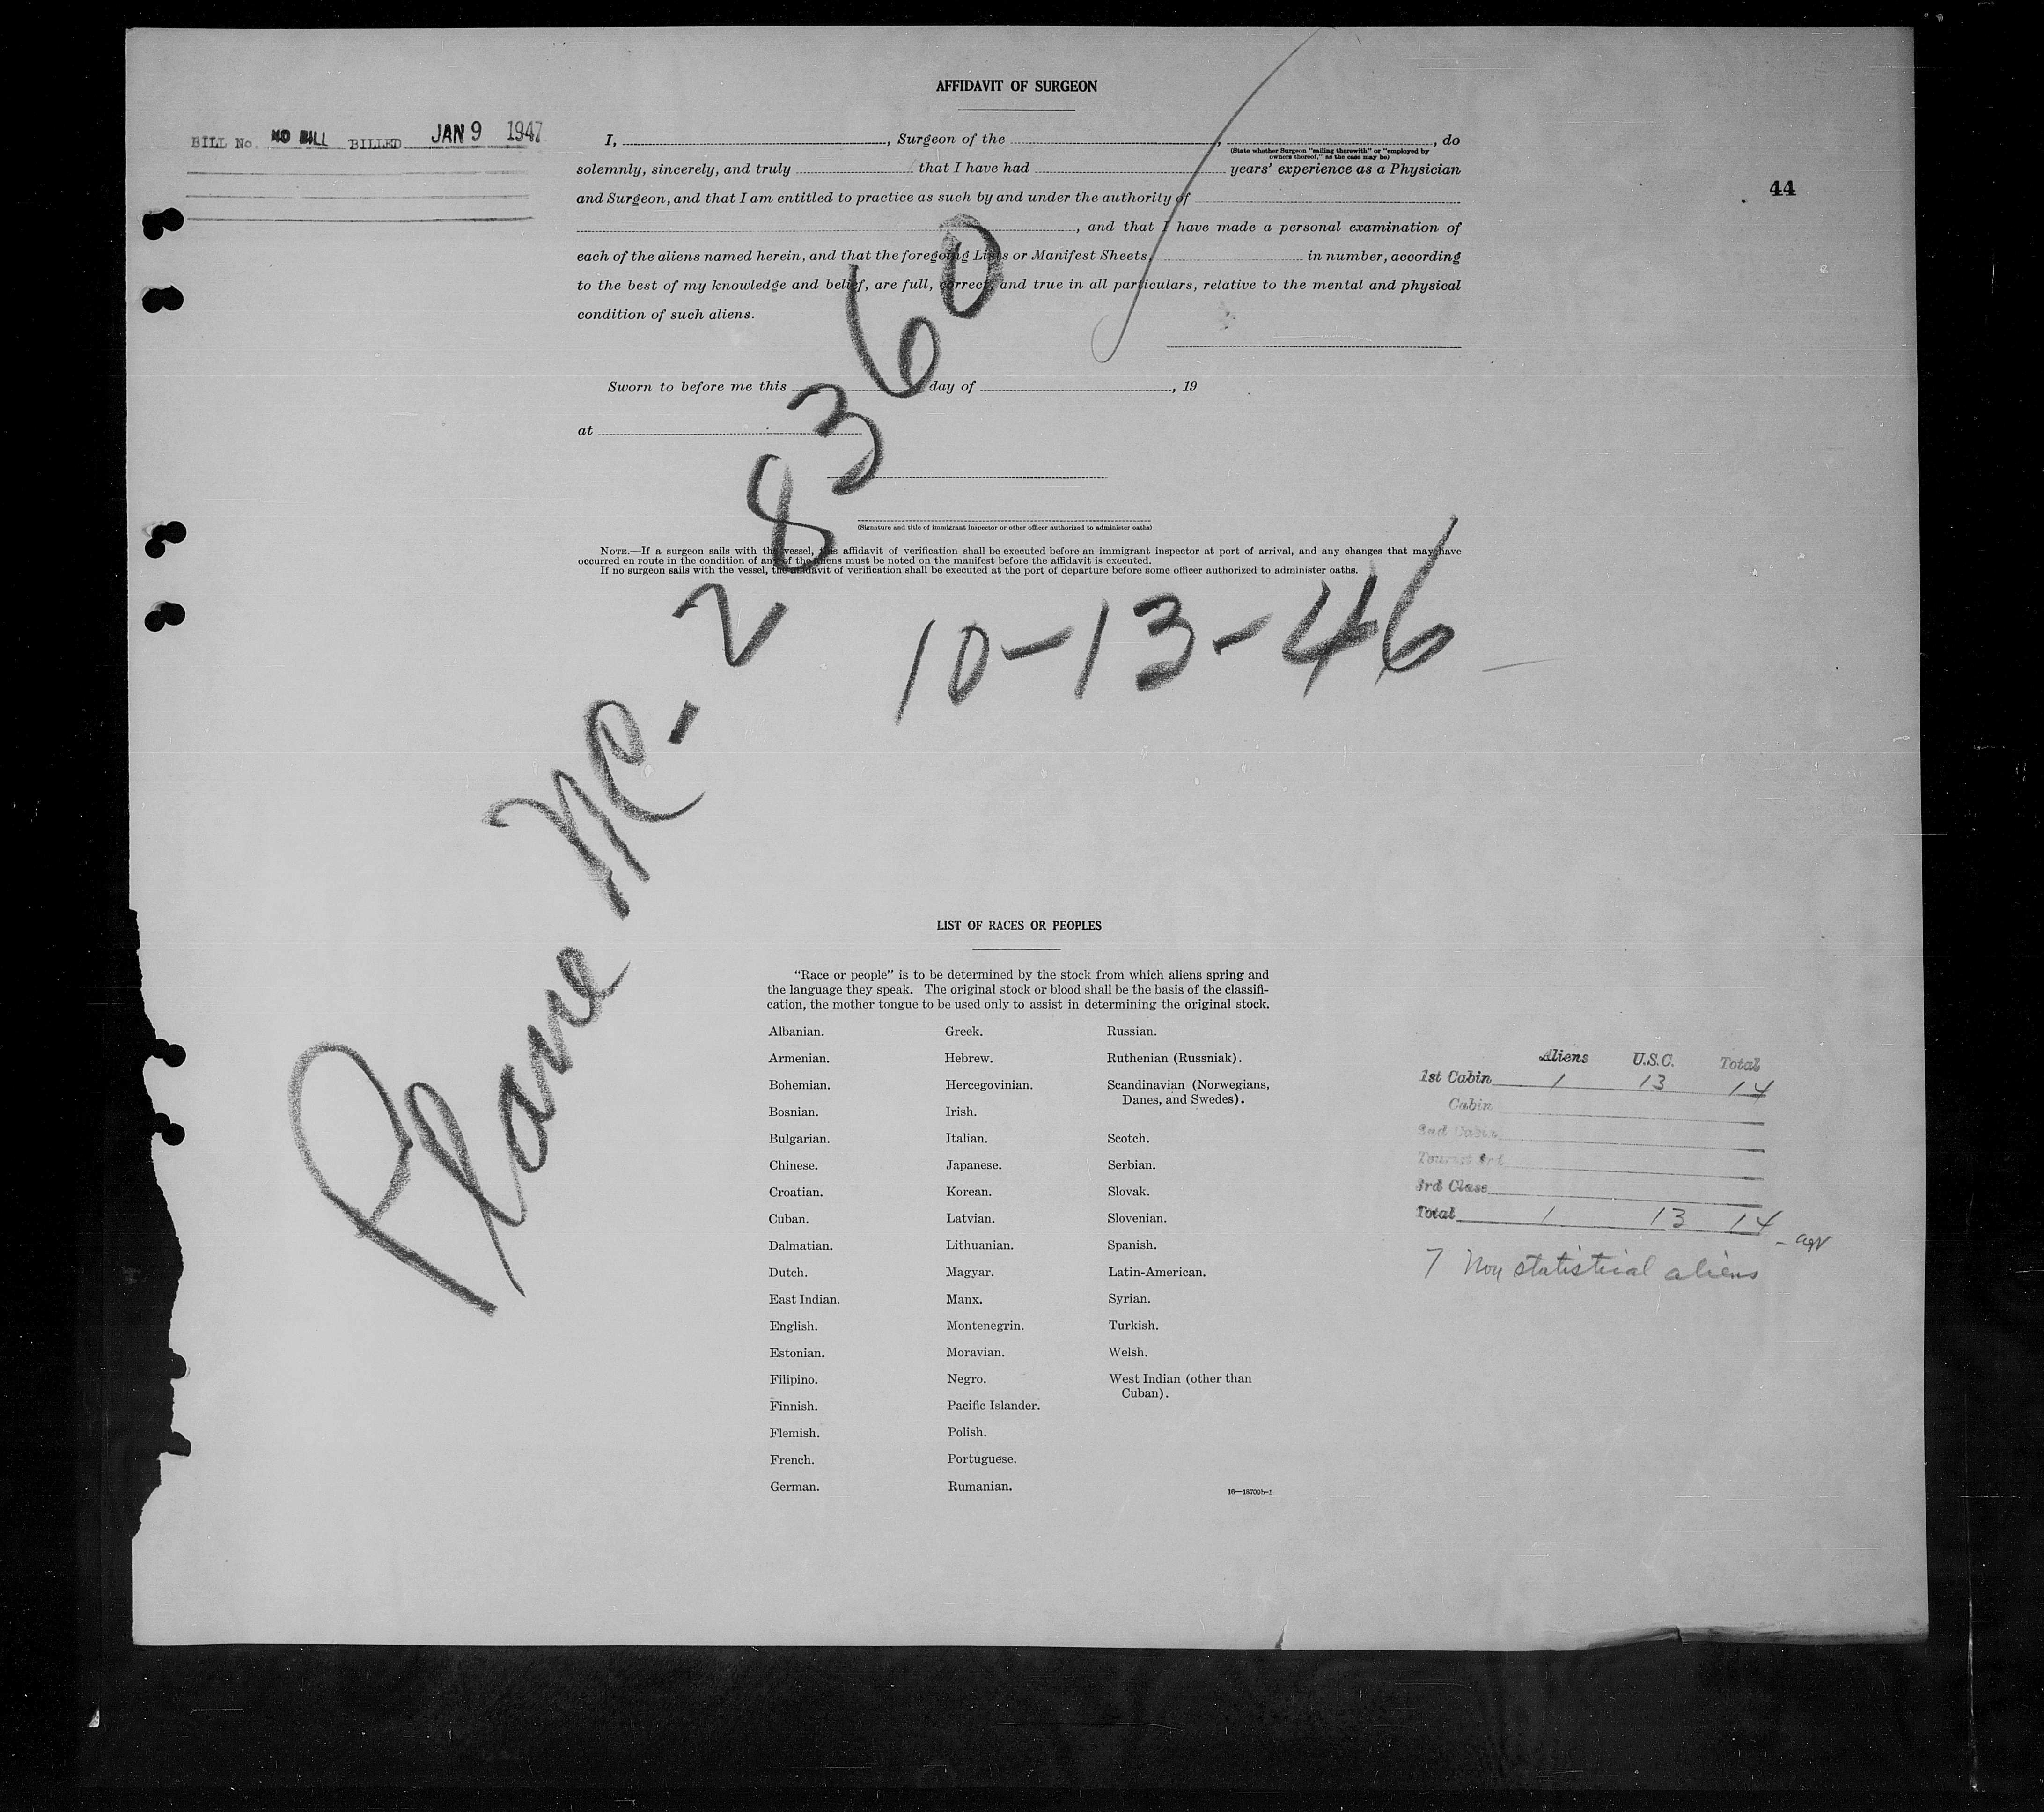 AFFIDAVIT OF SURGEON
BILL No. NO BILL BILLED JAN 9 1947
44
I, , Surgeon of the , , do
(State whether Surgeon "sailing therewith" or "employed by
owners thereof," as the case may be)
solemnly, sincerely, and truly that I have had years' experience as a Physician
and Surgeon, and that I am entitled to practice as such by and under the authority of
, and that I have made a personal examination of
each of the aliens named herein, and that the foregoing Lists or Manifest Sheets, in number, according
to the best of my knowledge and belief, are full, correct, and true in all particulars, relative to the mental and physical
condition of such aliens.
Sworn to before me this day of , 19
at
(Signature and title of immigrant inspector or other officer authorized to administer oaths)
NOTE.—If a surgeon sails with the vessel, this affidavit of verification shall be executed before an immigrant inspector at port of arrival, and any changes that may have
occurred en route in the condition of any of the aliens must be noted on the manifest before the affidavit is executed.
If no surgeon sails with the vessel, the affidavit of verification shall be executed at the port of departure before some officer authorized to administer oaths.
Plane NC-28360
10-13-46
LIST OF RACES OR PEOPLES
"Race or people" is to be determined by the stock from which aliens spring and
the language they speak. The original stock or blood shall be the basis of the classifi-
cation, the mother tongue to be used only to assist in determining the original stock.
Albanian.
Armenian.
Bohemian.
Bosnian.
Bulgarian.
Chinese.
Croatian.
Cuban.
Dalmatian.
Dutch.
East Indian.
English.
Estonian.
Filipino.
Finnish.
Flemish.
French.
German.
Greek.
Hebrew.
Hercegovinian.
Irish.
Italian.
Japanese.
Korean.
Latvian.
Lithuanian.
Magyar.
Manx.
Montenegrin.
Moravian.
Negro.
Pacific Islander.
Polish.
Portuguese.
Rumanian.
Russian.
Ruthenian (Russniak).
Scandinavian (Norwegians,
Danes, and Swedes).
Scotch.
Serbian.
Slovak.
Slovenian.
Spanish.
Latin-American.
Syrian.
Turkish.
Welsh.
West Indian (other than
Cuban).
16—18709b-1
Aliens U.S.C. Total
1st Cabin 1 13 14
Cabin
2nd Cabin
Tourist 3rd
3rd Class
Total 1 13 14
7 Non statistical aliens